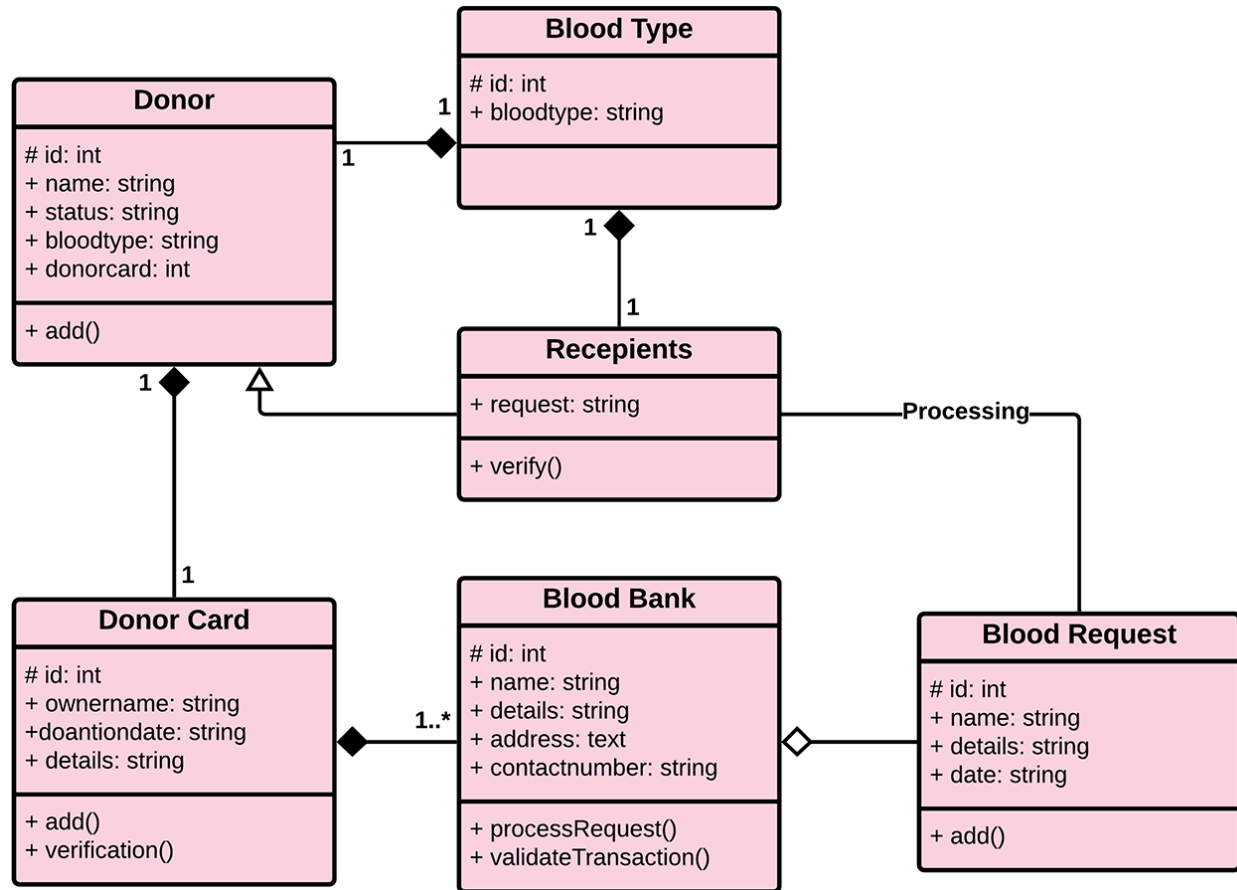 Blood Type
# id: int
+ bloodtype: string
Donor
# id: int
+ name: string
+ status: string
+ bloodtype: string
+ donorcard: int
+ add()
1
1
1
1
Recepients
+ request: string
+ verify()
Processing
1
1
Donor Card
# id: int
+ ownername: string
+doantiondate: string
+ details: string
+ add()
+ verification()
1..*
Blood Bank
# id: int
+ name: string
+ details: string
+ address: text
+ contactnumber: string
+ processRequest()
+ validateTransaction()
Blood Request
# id: int
+ name: string
+ details: string
+ date: string
+ add()